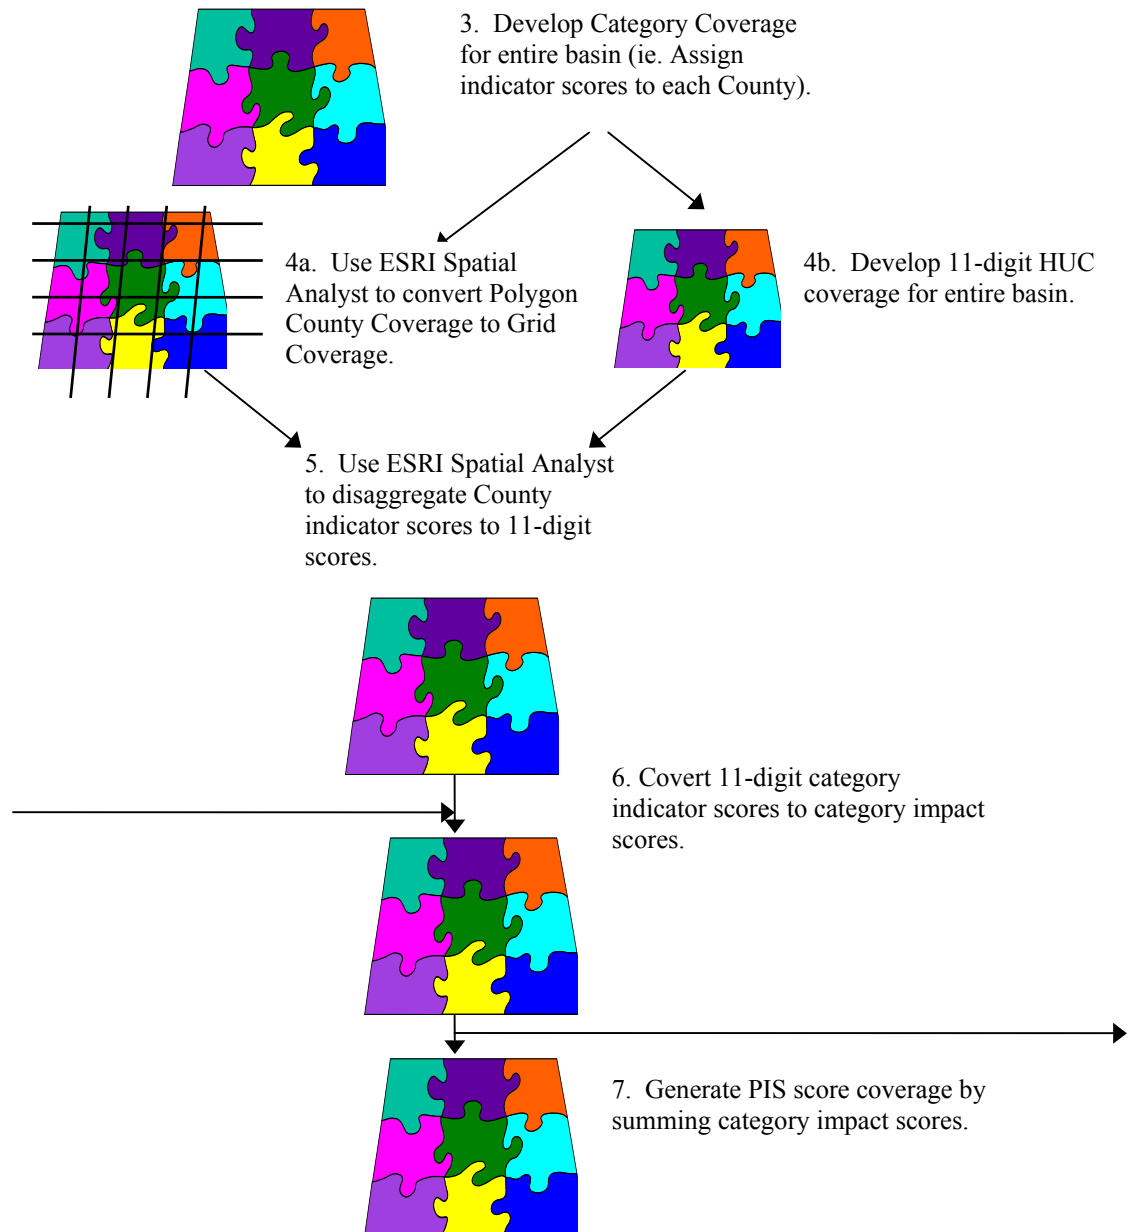 3.  Develop Category Coverage
for entire basin (ie. Assign
indicator scores to each County).
4a.  Use ESRI Spatial
Analyst to convert Polygon
County Coverage to Grid
Coverage.
4b.  Develop 11-digit HUC
coverage for entire basin.
5.  Use ESRI Spatial Analyst
to disaggregate County
indicator scores to 11-digit
scores.
6. Covert 11-digit category
indicator scores to category impact
scores.
7.  Generate PIS score coverage by
summing category impact scores.